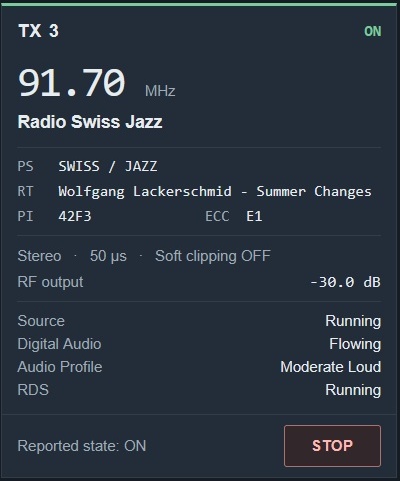 TX 3 ON
91.70 MHz
Radio Swiss Jazz
PS SWISS / JAZZ
RT Wolfgang Lackerschmid - Summer Changes
PI 42F3 ECC E1
Stereo · 50 µs · Soft clipping OFF
RF output -30.0 dB
Source Running
Digital Audio Flowing
Audio Profile Moderate Loud
RDS Running
Reported state: ON STOP